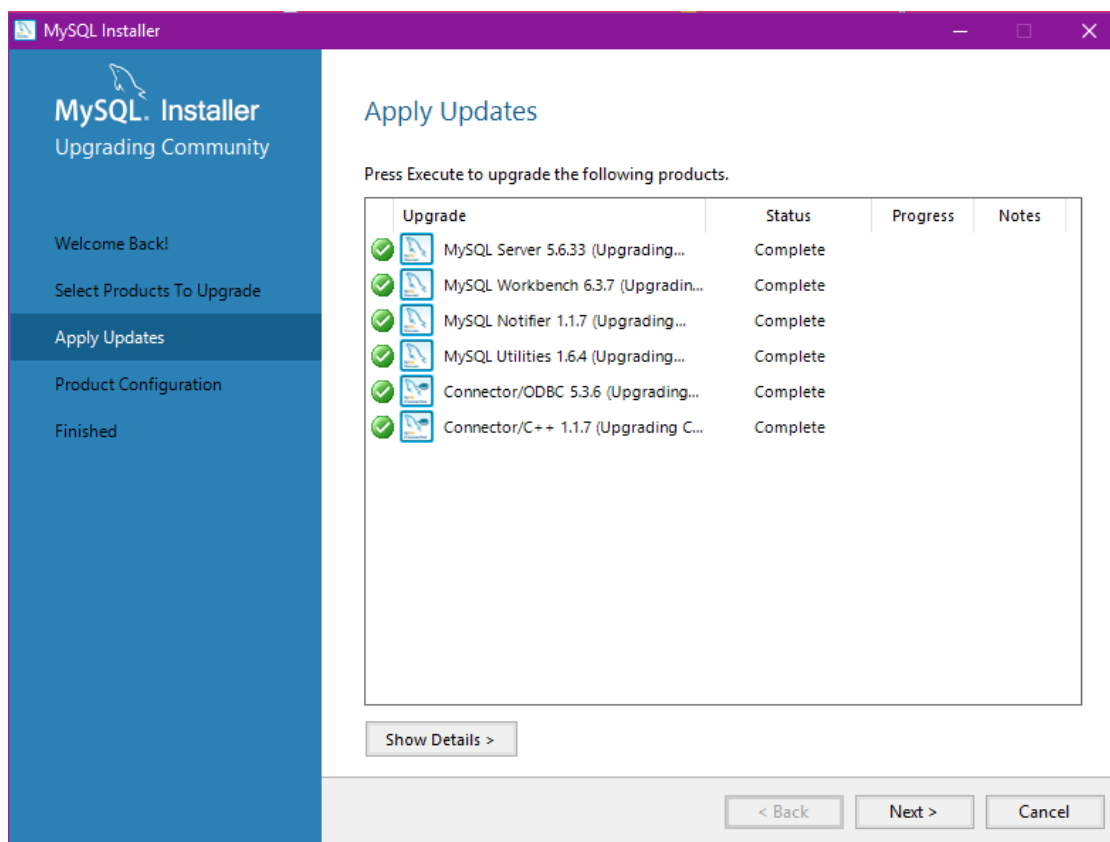 MySQL Installer
MySQL. Installer
Upgrading Community
Welcome Back!
Select Products To Upgrade
Apply Updates
Product Configuration
Finished
Apply Updates
Press Execute to upgrade the following products.
Upgrade Status Progress Notes
MySQL Server 5.6.33 (Upgrading... Complete
MySQL Workbench 6.3.7 (Upgradin... Complete
MySQL Notifier 1.1.7 (Upgrading... Complete
MySQL Utilities 1.6.4 (Upgrading... Complete
Connector/ODBC 5.3.6 (Upgrading... Complete
Connector/C++ 1.1.7 (Upgrading C... Complete
Show Details >
< Back Next > Cancel